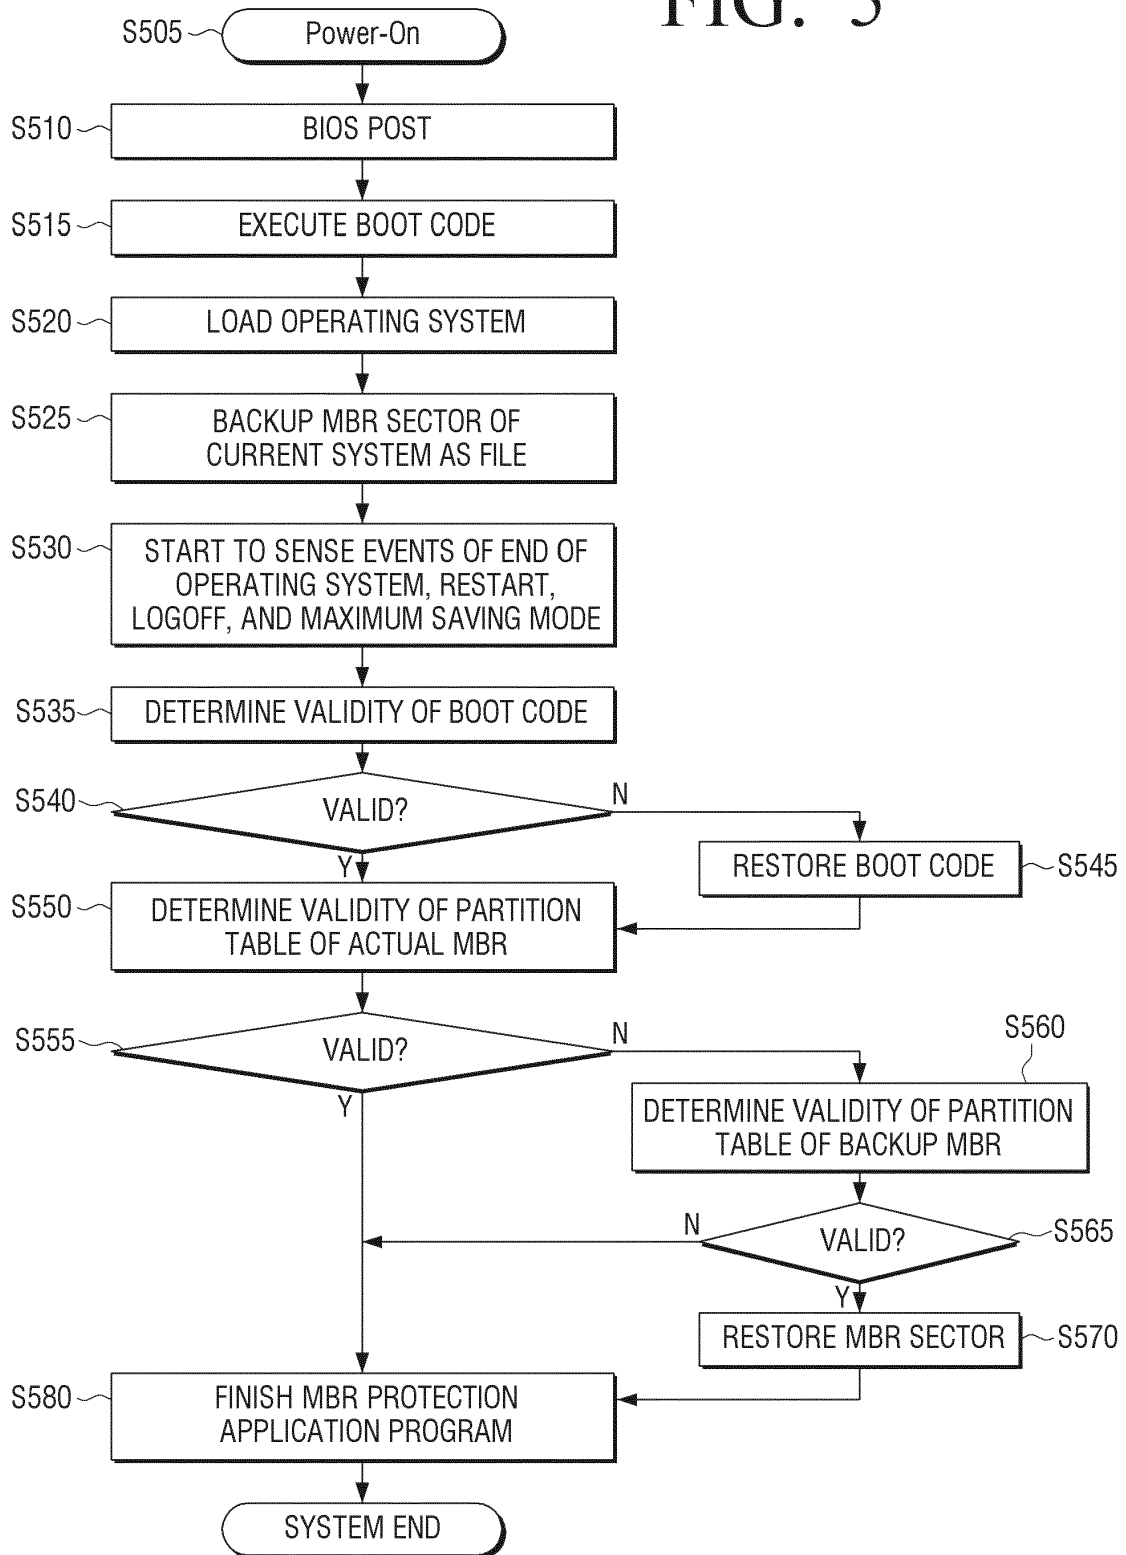 FIG. 5
S505
Power-On
S510
BIOS POST
S515
EXECUTE BOOT CODE
S520
LOAD OPERATING SYSTEM
S525
BACKUP MBR SECTOR OF
CURRENT SYSTEM AS FILE
S530
START TO SENSE EVENTS OF END OF
OPERATING SYSTEM, RESTART,
LOGOFF, AND MAXIMUM SAVING MODE
S535
DETERMINE VALIDITY OF BOOT CODE
S540
VALID?
N
Y
RESTORE BOOT CODE
S545
S550
DETERMINE VALIDITY OF PARTITION
TABLE OF ACTUAL MBR
S555
VALID?
N
Y
S560
DETERMINE VALIDITY OF PARTITION
TABLE OF BACKUP MBR
N
VALID?
S565
Y
RESTORE MBR SECTOR
S570
S580
FINISH MBR PROTECTION
APPLICATION PROGRAM
SYSTEM END